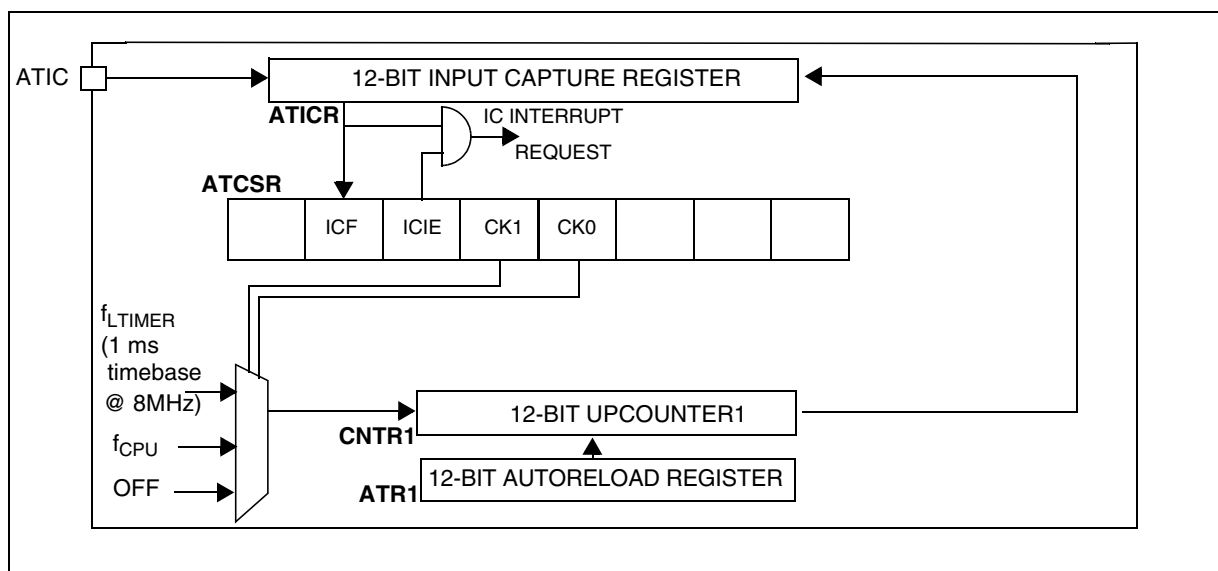 ATIC
12-BIT INPUT CAPTURE REGISTER
ATICR
IC INTERRUPT
REQUEST
ATCSR
ICF
ICIE
CK1
CK0
fLTIMER
(1 ms
timebase
@ 8MHz)
fCPU
OFF
12-BIT UPCOUNTER1
CNTR1
12-BIT AUTORELOAD REGISTER
ATR1